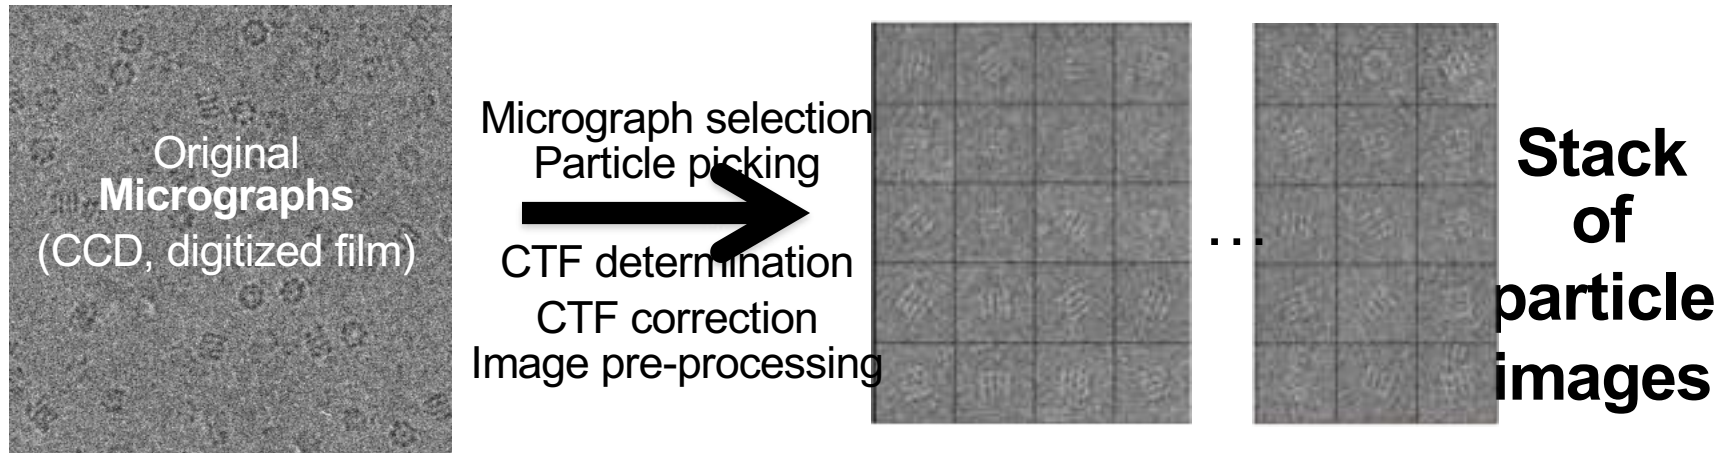 Original
Micrographs
(CCD, digitized film)
Micrograph selection
Particle picking
CTF determination
CTF correction
Image pre-processing
...
Stack
of
particle
images